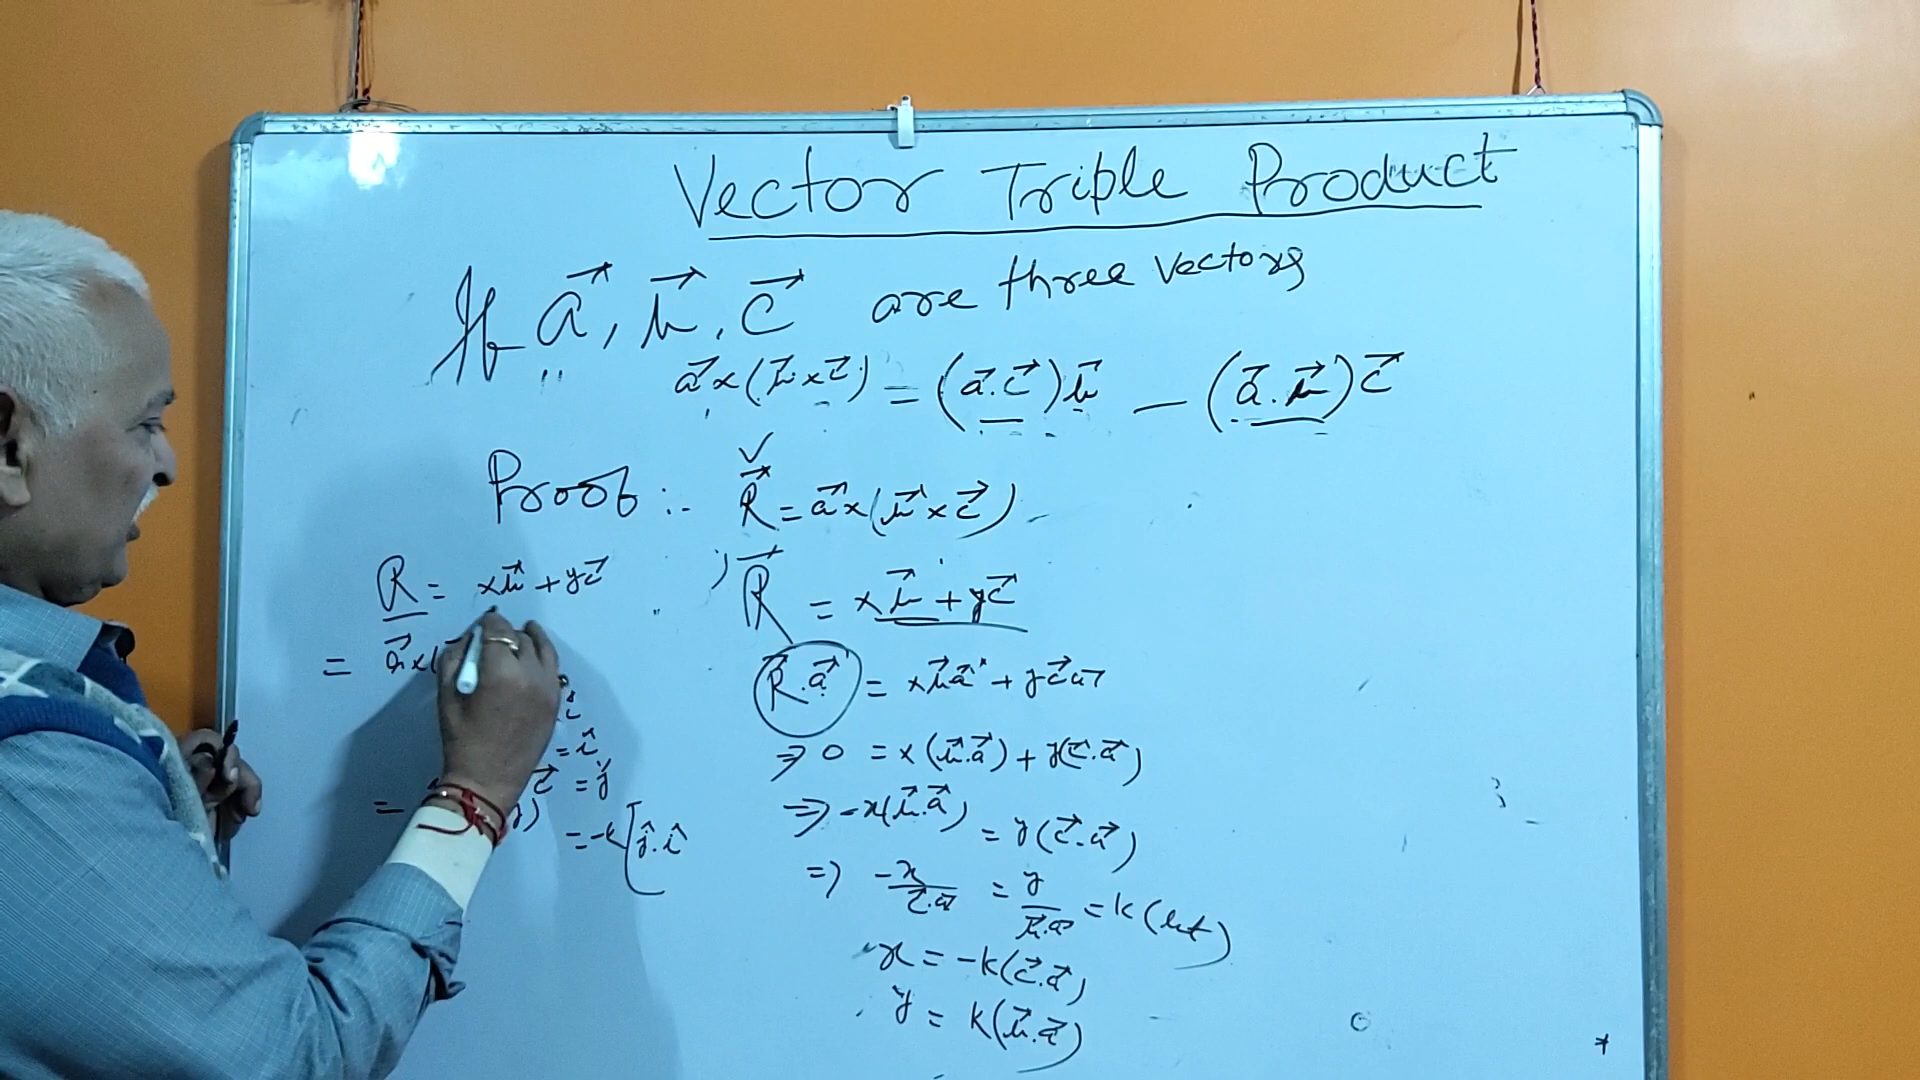 Vector Triple Product
If a⃗, b⃗, c⃗ are three vectors
a⃗×(b⃗×c⃗) = (a⃗.c⃗)b⃗ — (a⃗.b⃗)c⃗
Proof :- R⃗ = a⃗×(b⃗×c⃗)
R⃗ = xb⃗ + yc⃗
R⃗.a⃗ = xb⃗a⃗ + yc⃗a⃗
⇒ 0 = x(b⃗.a⃗) + y(c⃗.a⃗)
⇒ -x(b⃗.a⃗) = y(c⃗.a⃗)
⇒ -x/c⃗.a⃗ = y/b⃗.a⃗ = k (let)
x = -k(c⃗.a⃗)
y = k(b⃗.a⃗)
R = xb⃗ + yc⃗
= a⃗×(
= î
c⃗ = ĵ
= -k[ĵ.î